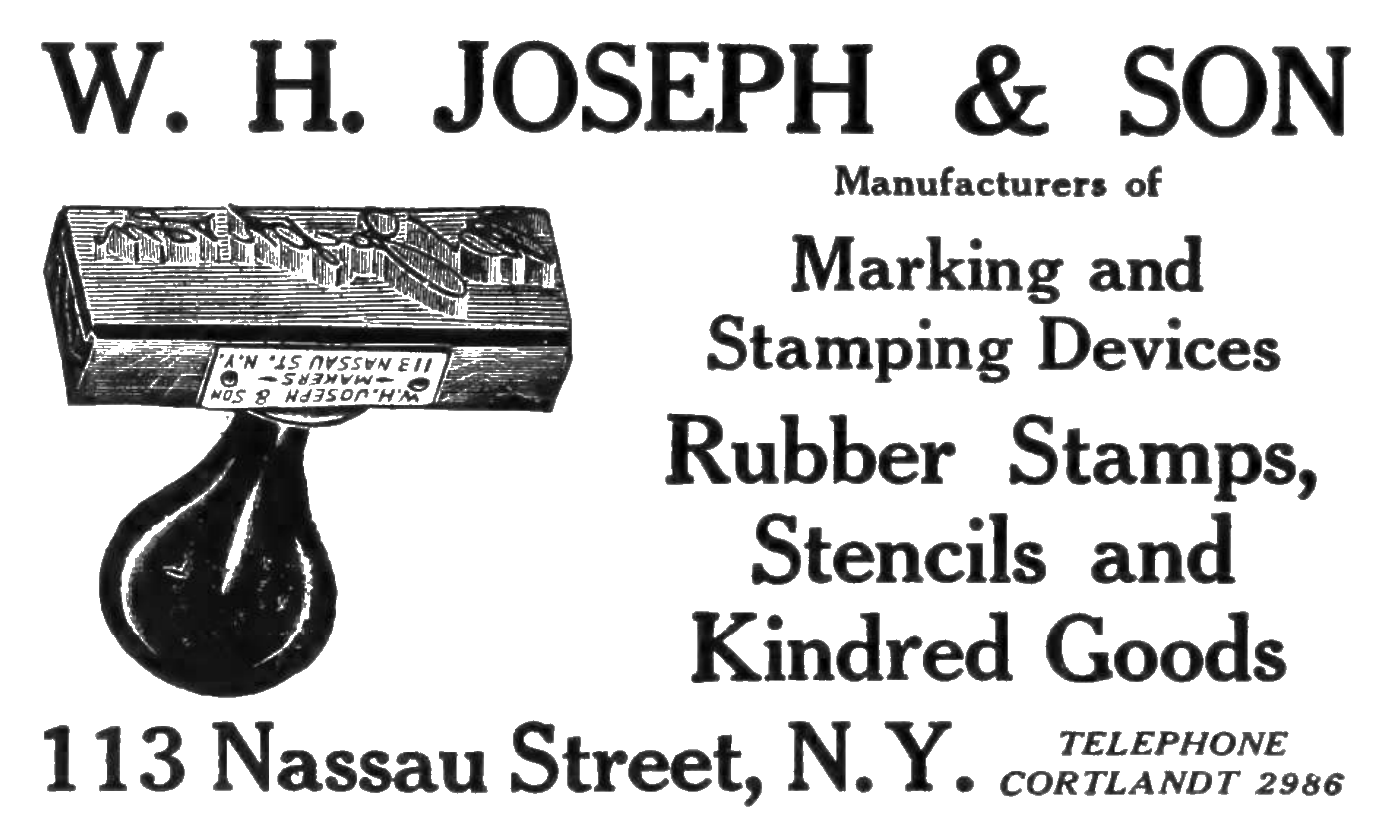 W. H. JOSEPH & SON
Manufacturers of
Marking and
Stamping Devices
Rubber Stamps,
Stencils and
Kindred Goods
W.H. JOSEPH & SON
MAKERS
113 NASSAU ST. N.Y.
113 Nassau Street, N. Y.
TELEPHONE
CORTLANDT 2986